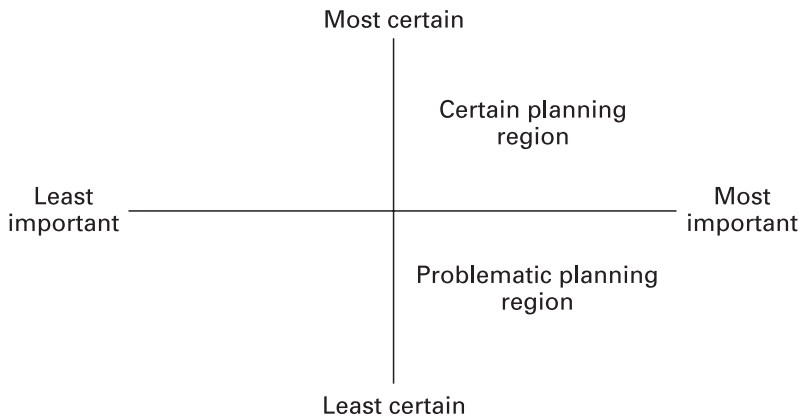 Most certain
Certain planning
region
Least
important
Most
important
Problematic planning
region
Least certain